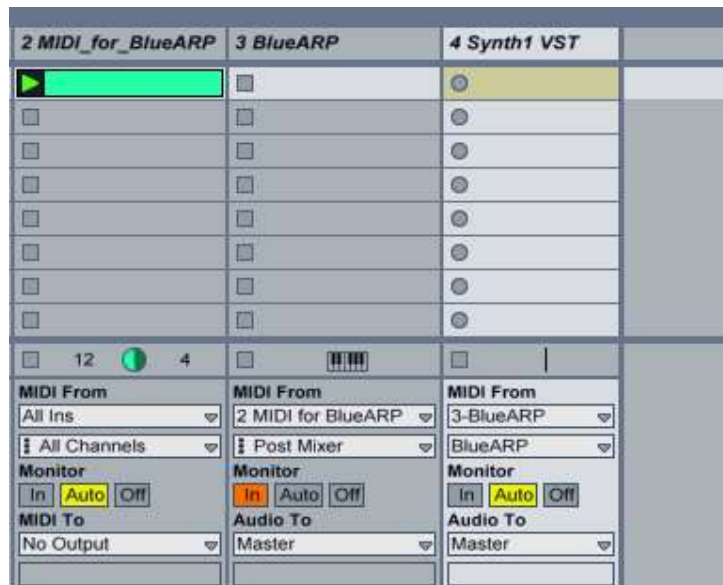 2 MIDI_for_BlueARP 3 BlueARP 4 Synth1 VST
12 4
MIDI From MIDI From MIDI From
All Ins 2 MIDI for BlueARP 3-BlueARP
All Channels Post Mixer BlueARP
Monitor Monitor Monitor
In Auto Off In Auto Off In Auto Off
MIDI To Audio To Audio To
No Output Master Master